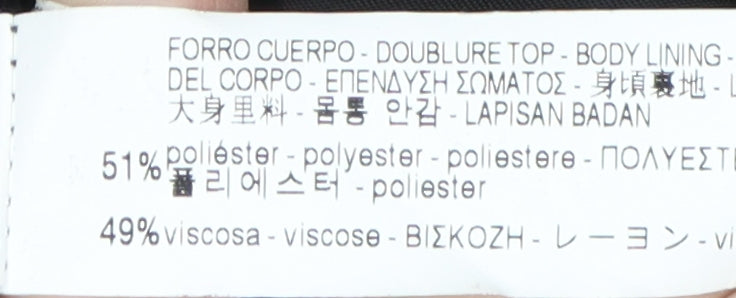 FORRO CUERPO - DOUBLURE TOP - BODY LINING -
DEL CORPO - ΕΠΕΝΔΥΣΗ ΣΩΜΑΤΟΣ - 身頃裏地 -
大身里料 - 몸통 안감 - LAPISAN BADAN
51% poliéster - polyester - poliestere - ΠΟΛΥΕΣΤΕ
폴리에스터 - poliester
49% viscosa - viscose - ΒΙΣΚΟΖΗ - レーヨン - vi